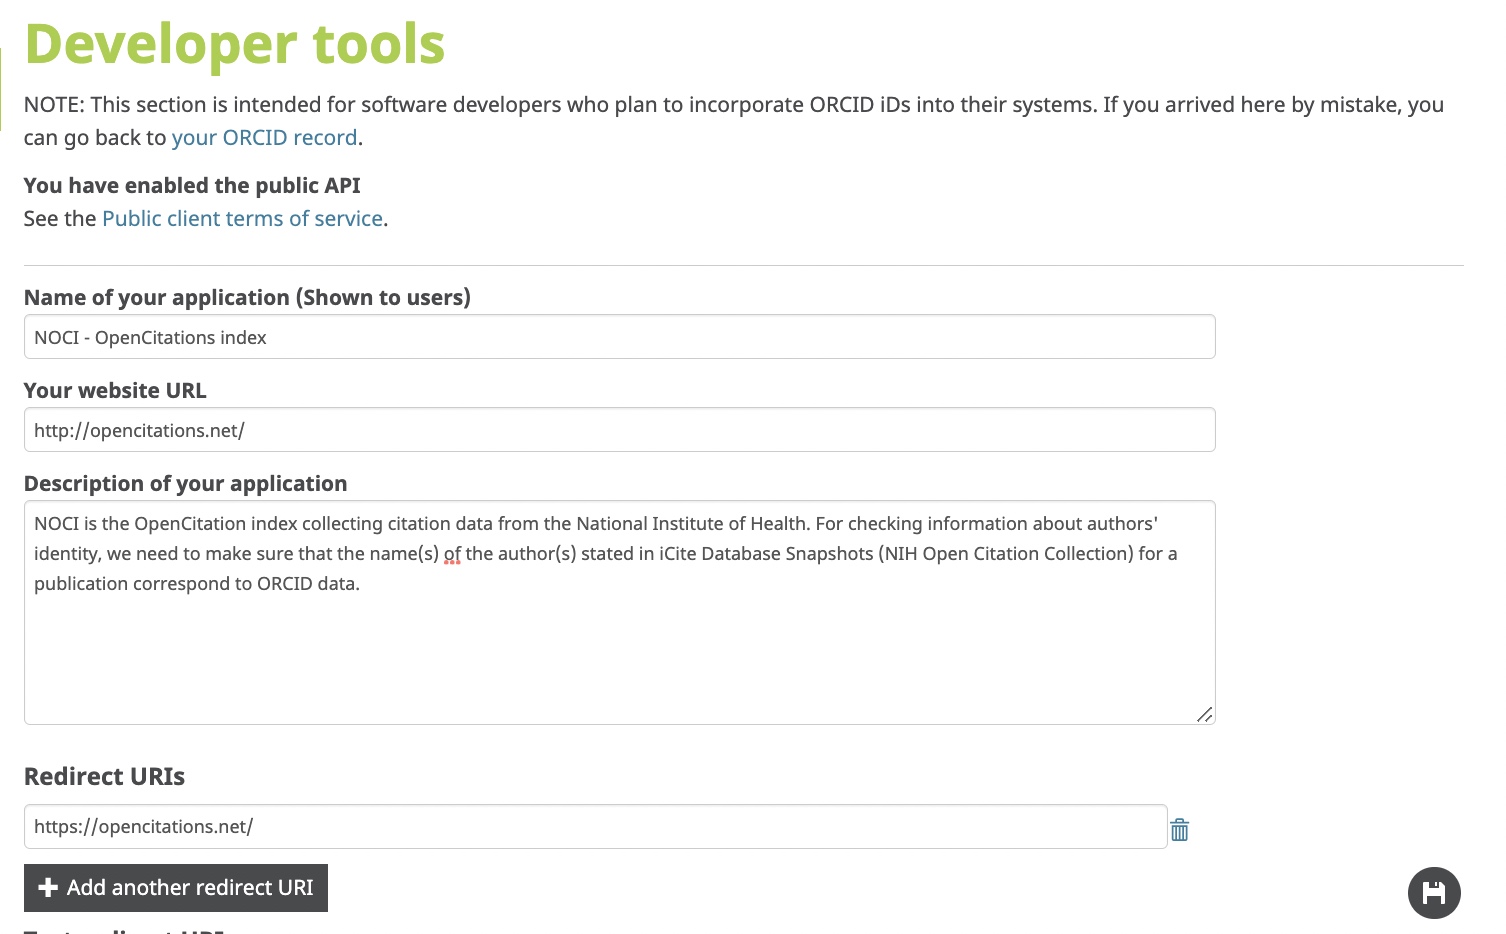 Developer tools
NOTE: This section is intended for software developers who plan to incorporate ORCID iDs into their systems. If you arrived here by mistake, you
can go back to your ORCID record.
You have enabled the public API
See the Public client terms of service.
Name of your application (Shown to users)
NOCI - OpenCitations index
Your website URL
http://opencitations.net/
Description of your application
NOCI is the OpenCitation index collecting citation data from the National Institute of Health. For checking information about authors'
identity, we need to make sure that the name(s) of the author(s) stated in iCite Database Snapshots (NIH Open Citation Collection) for a
publication correspond to ORCID data.
Redirect URIs
https://opencitations.net/
Add another redirect URI